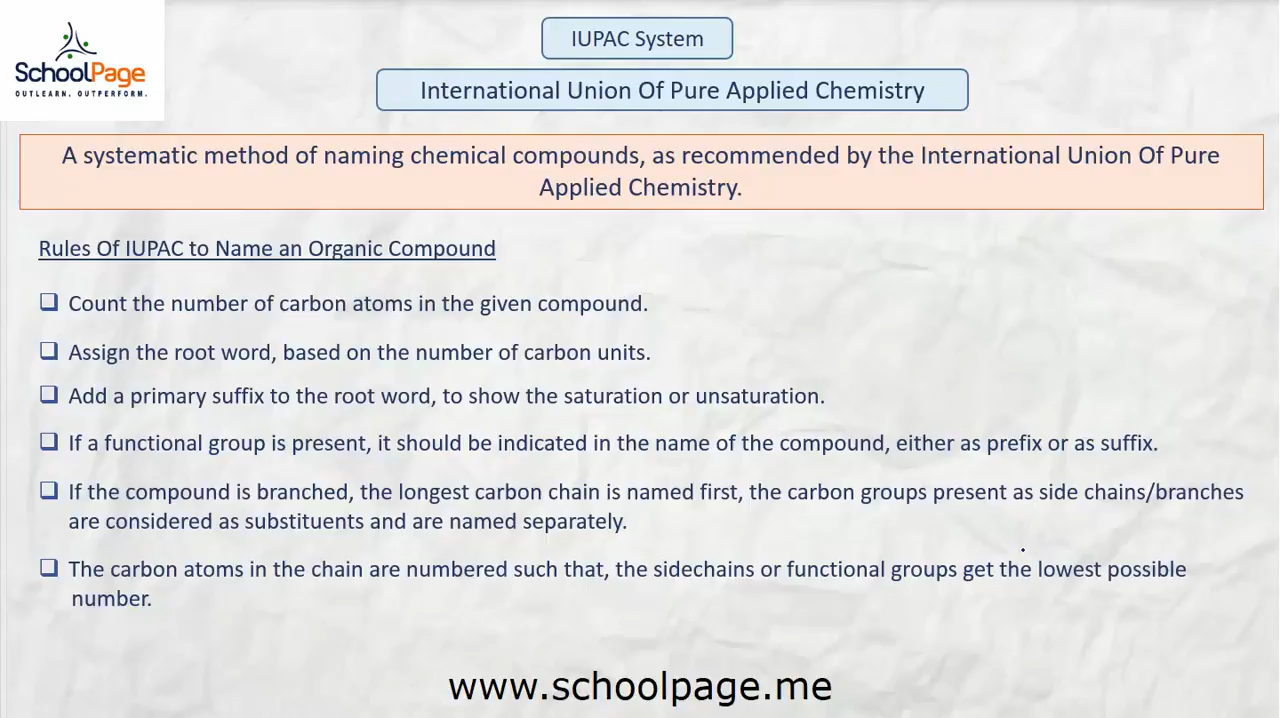 SchoolPage
OUTLEARN. OUTPERFORM.
IUPAC System
International Union Of Pure Applied Chemistry
A systematic method of naming chemical compounds, as recommended by the International Union Of Pure
Applied Chemistry.
Rules Of IUPAC to Name an Organic Compound
❑ Count the number of carbon atoms in the given compound.
❑ Assign the root word, based on the number of carbon units.
❑ Add a primary suffix to the root word, to show the saturation or unsaturation.
❑ If a functional group is present, it should be indicated in the name of the compound, either as prefix or as suffix.
❑ If the compound is branched, the longest carbon chain is named first, the carbon groups present as side chains/branches
are considered as substituents and are named separately.
❑ The carbon atoms in the chain are numbered such that, the sidechains or functional groups get the lowest possible
number.
www.schoolpage.me